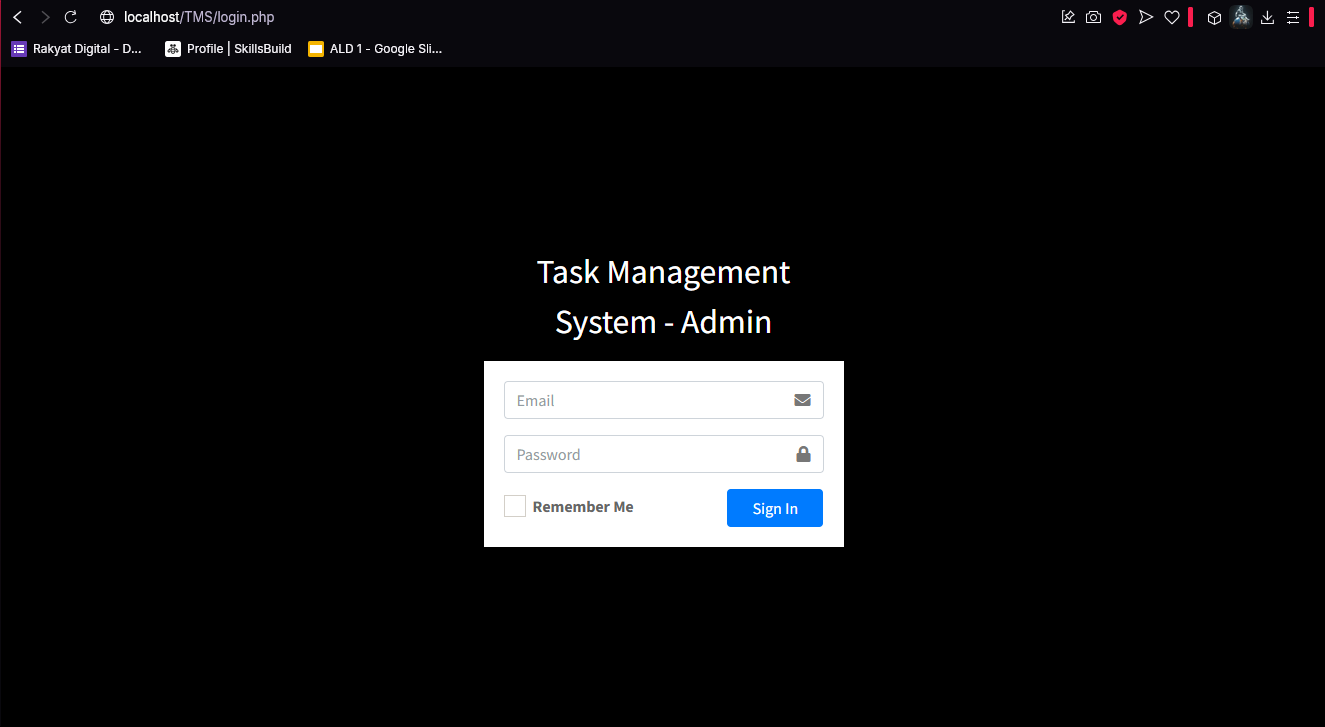 localhost/TMS/login.php
Rakyat Digital - D...
Profile | SkillsBuild
ALD 1 - Google Sli...
Task Management
System - Admin
Email
Password
Remember Me
Sign In